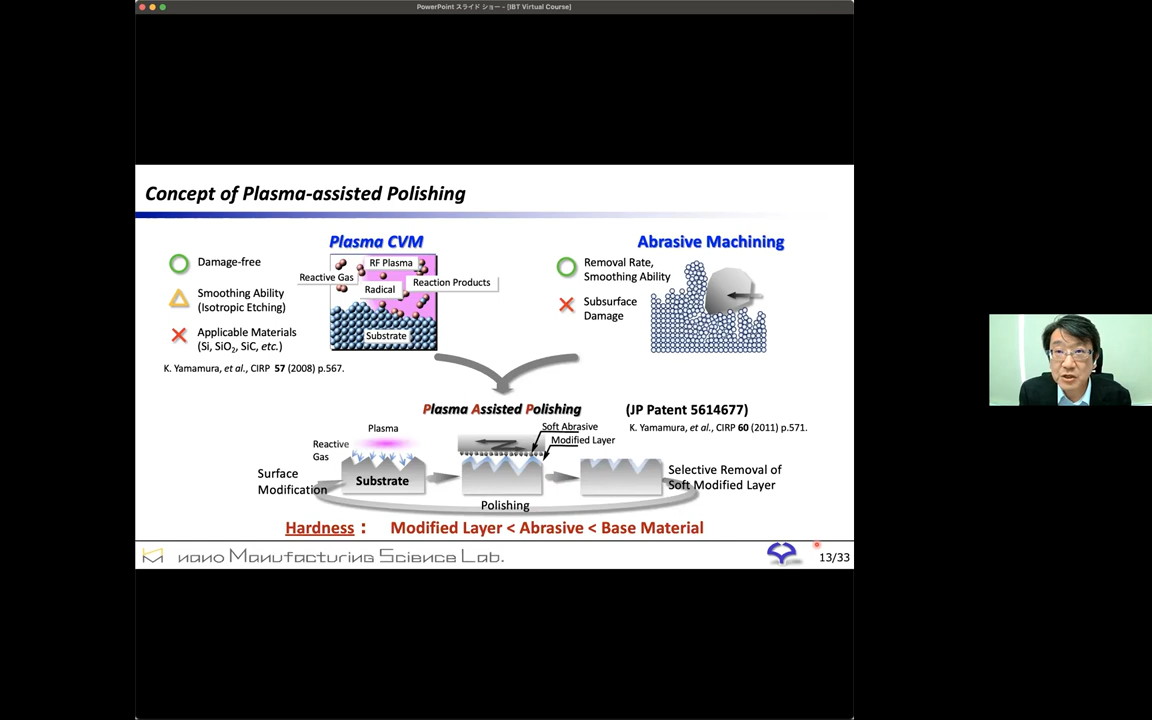 PowerPoint スライド ショー - [IBT Virtual Course]
Concept of Plasma-assisted Polishing
Plasma CVM
Damage-free
Smoothing Ability
(Isotropic Etching)
Applicable Materials
(Si, SiO2, SiC, etc.)
RF Plasma
Reactive Gas
Reaction Products
Radical
Substrate
K. Yamamura, et al., CIRP 57 (2008) p.567.
Abrasive Machining
Removal Rate,
Smoothing Ability
Subsurface
Damage
Plasma Assisted Polishing
(JP Patent 5614677)
K. Yamamura, et al., CIRP 60 (2011) p.571.
Plasma
Reactive
Gas
Surface
Modification
Substrate
Soft Abrasive
Modified Layer
Polishing
Selective Removal of
Soft Modified Layer
Hardness： Modified Layer < Abrasive < Base Material
nano Manufacturing Science Lab.
13/33